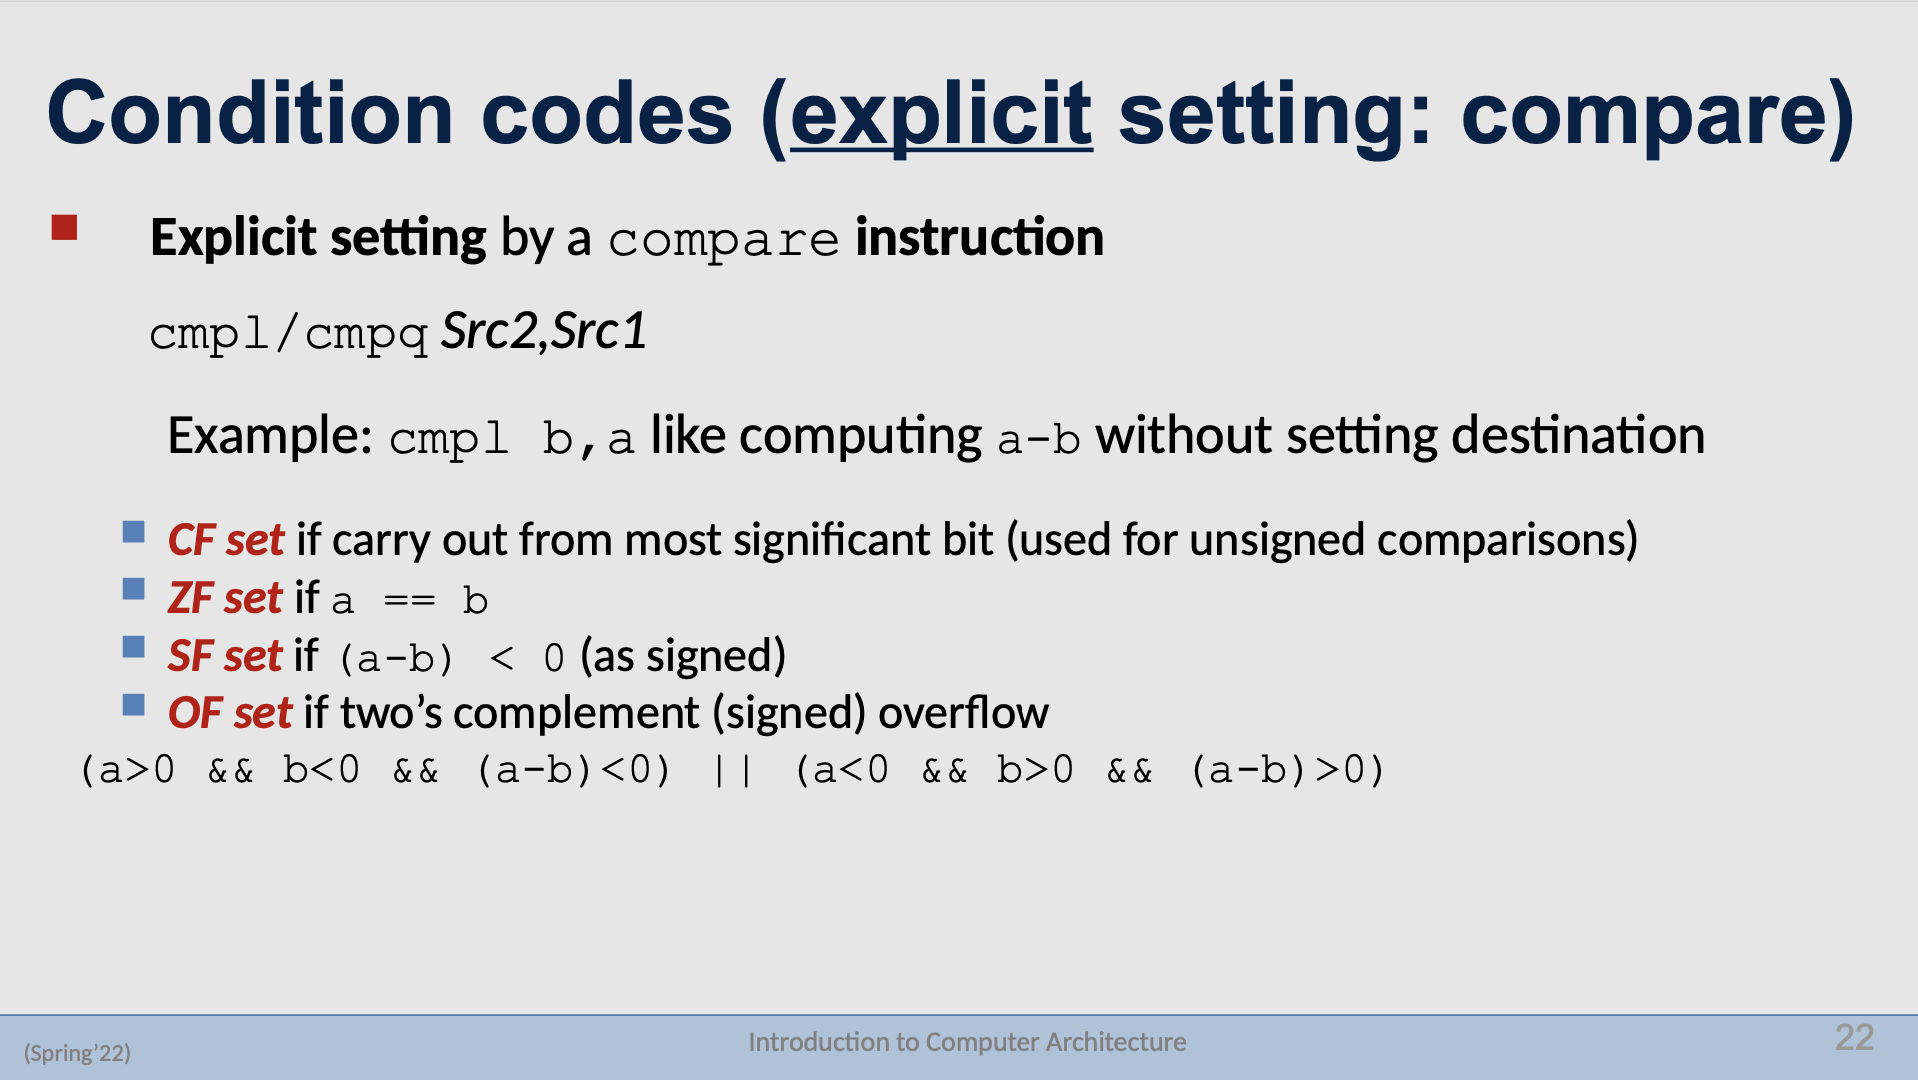 Condition codes (explicit setting: compare)
Explicit setting by a compare instruction
cmpl/cmpq Src2,Src1
Example: cmpl b,a like computing a-b without setting destination
CF set if carry out from most significant bit (used for unsigned comparisons)
ZF set if a == b
SF set if (a-b) < 0 (as signed)
OF set if two’s complement (signed) overflow
(a>0 && b<0 && (a-b)<0) || (a<0 && b>0 && (a-b)>0)
(Spring’22)
Introduction to Computer Architecture
22